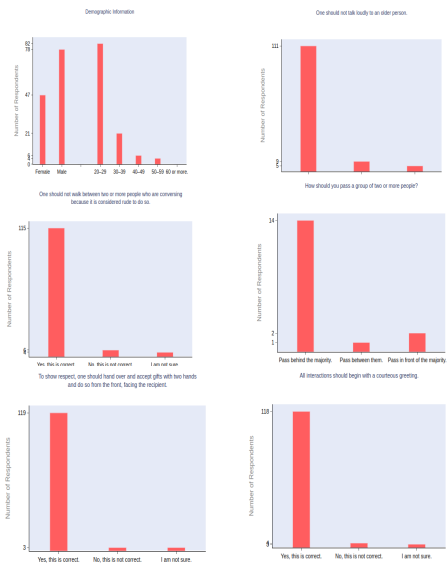 Demographic Information
Number of Respondents
82
78
47
21
0
Female Male 20–29 30–39 40–49 50–59 60 or more.
One should not talk loudly to an older person.
Number of Respondents
111
9
5
One should not walk between two or more people who are conversing
because it is considered rude to do so.
Number of Respondents
115
Yes, this is correct. No, this is not correct. I am not sure.
How should you pass a group of two or more people?
Number of Respondents
14
2
1
Pass behind the majority. Pass between them. Pass in front of the majority.
To show respect, one should hand over and accept gifts with two hands
and do so from the front, facing the recipient.
Number of Respondents
119
3
Yes, this is correct. No, this is not correct. I am not sure.
All interactions should begin with a courteous greeting.
Number of Respondents
118
Yes, this is correct. No, this is not correct. I am not sure.